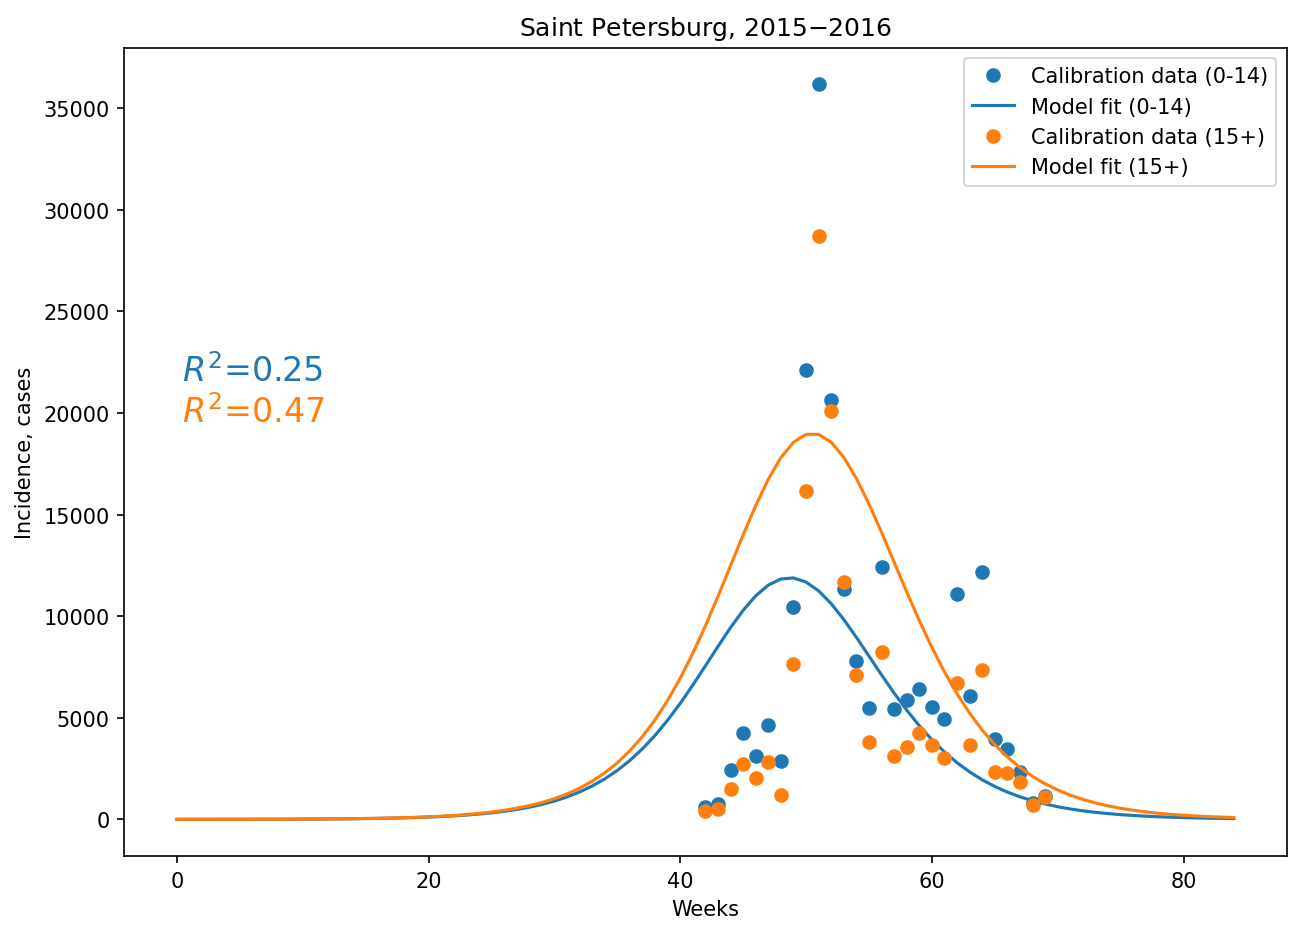 Saint Petersburg, 2015−2016
Calibration data (0-14)
Model fit (0-14)
Calibration data (15+)
Model fit (15+)
35000
30000
25000
20000
15000
10000
5000
0
Incidence, cases
R²=0.25
R²=0.47
0 20 40 60 80
Weeks